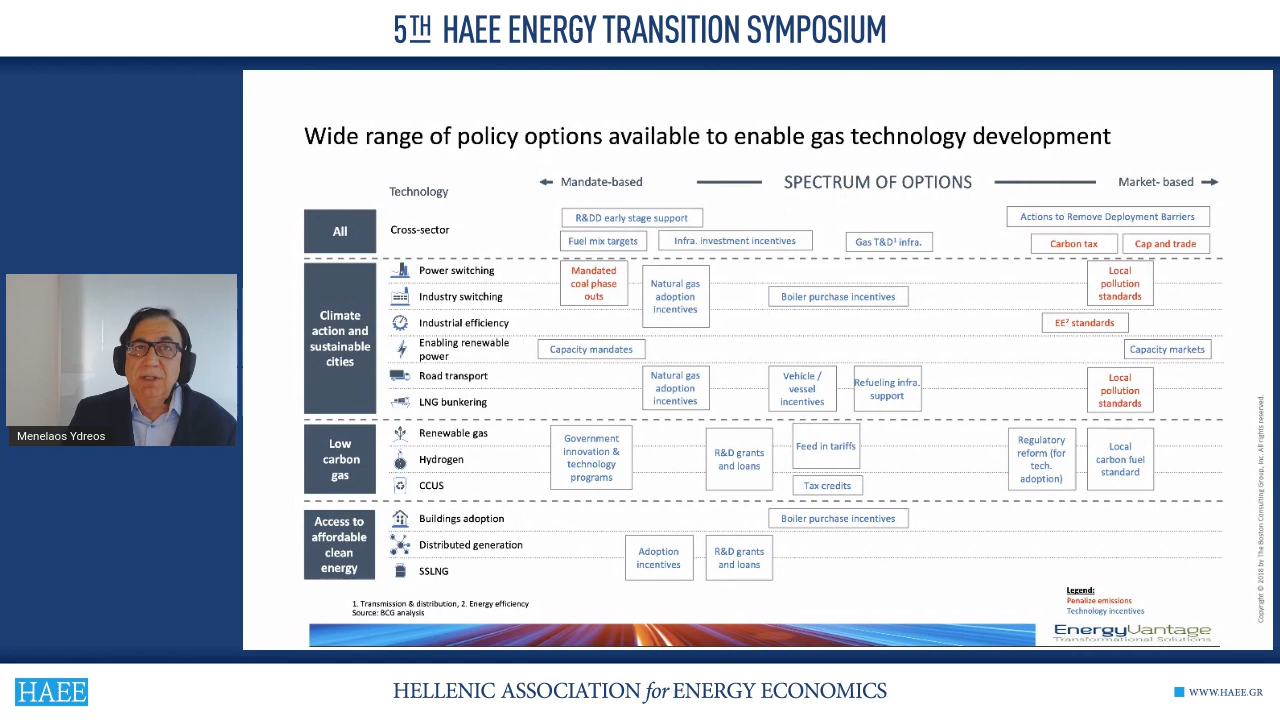 5TH HAEE ENERGY TRANSITION SYMPOSIUM
Wide range of policy options available to enable gas technology development
Technology
Mandate-based
SPECTRUM OF OPTIONS
Market- based
All
Cross-sector
R&DD early stage support
Fuel mix targets
Infra. investment incentives
Gas T&D¹ infra.
Actions to Remove Deployment Barriers
Carbon tax
Cap and trade
Climate
action and
sustainable
cities
Power switching
Industry switching
Industrial efficiency
Enabling renewable
power
Road transport
LNG bunkering
Mandated
coal phase
outs
Natural gas
adoption
incentives
Boiler purchase incentives
Local
pollution
standards
EE² standards
Capacity mandates
Capacity markets
Natural gas
adoption
incentives
Vehicle /
vessel
incentives
Refueling infra.
support
Local
pollution
standards
Low
carbon
gas
Renewable gas
Hydrogen
CCUS
Government
innovation &
technology
programs
R&D grants
and loans
Feed in tariffs
Tax credits
Regulatory
reform (for
tech.
adoption)
Local
carbon fuel
standard
Access to
affordable
clean
energy
Buildings adoption
Distributed generation
SSLNG
Boiler purchase incentives
Adoption
incentives
R&D grants
and loans
1. Transmission & distribution, 2. Energy efficiency
Source: BCG analysis
Legend:
Penalize emissions
Technology incentives
EnergyVantage
Transformational Solutions
Copyright © 2018 by The Boston Consulting Group, Inc. All rights reserved.
Menelaos Ydreos
HAEE
HELLENIC ASSOCIATION for ENERGY ECONOMICS
WWW.HAEE.GR